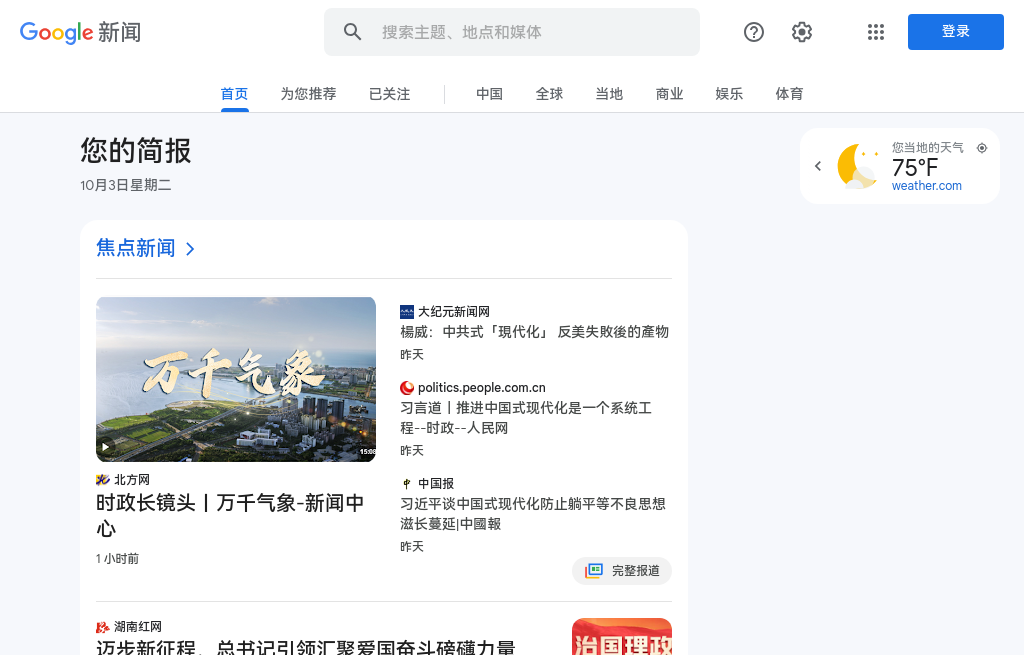 Google 新闻
搜索主题、地点和媒体
登录
首页 为您推荐 已关注 中国 全球 当地 商业 娱乐 体育
您的简报
10月3日星期二
您当地的天气
75°F
weather.com
焦点新闻
万千气象
15:08
北方网
时政长镜头丨万千气象-新闻中
心
1 小时前
大纪元新闻网
楊威：中共式「現代化」 反美失敗後的產物
昨天
politics.people.com.cn
习言道丨推进中国式现代化是一个系统工
程--时政--人民网
昨天
中国报
习近平谈中国式现代化防止躺平等不良思想
滋长蔓延|中國報
昨天
完整报道
湖南红网
迈步新征程，总书记引领汇聚爱国奋斗磅礴力量
治国理政